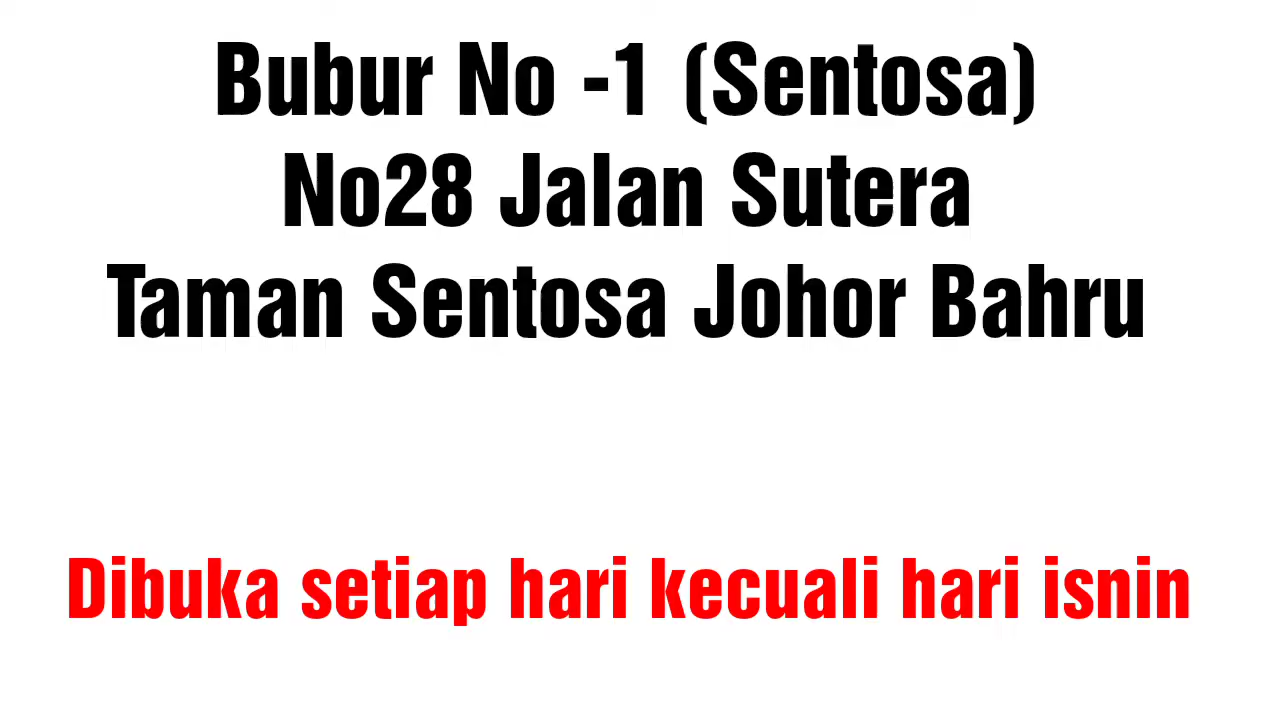 Bubur No -1 (Sentosa)
No28 Jalan Sutera
Taman Sentosa Johor Bahru
Dibuka setiap hari kecuali hari isnin